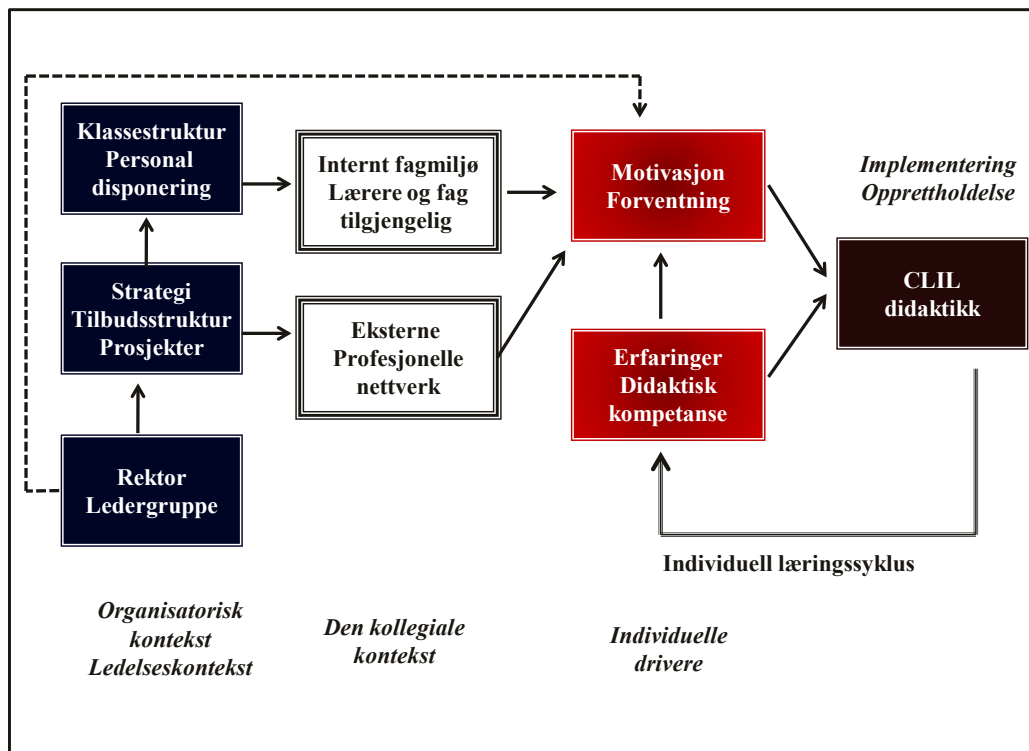 Klassestruktur
Personal
disponering
Internt fagmiljø
Lærere og fag
tilgjengelig
Motivasjon
Forventning
Implementering
Opprettholdelse
Strategi
Tilbudsstruktur
Prosjekter
Eksterne
Profesjonelle
nettverk
Erfaringer
Didaktisk
kompetanse
CLIL
didaktikk
Rektor
Ledergruppe
Individuell læringssyklus
Organisatorisk
kontekst
Ledelseskontekst
Den kollegiale
kontekst
Individuelle
drivere